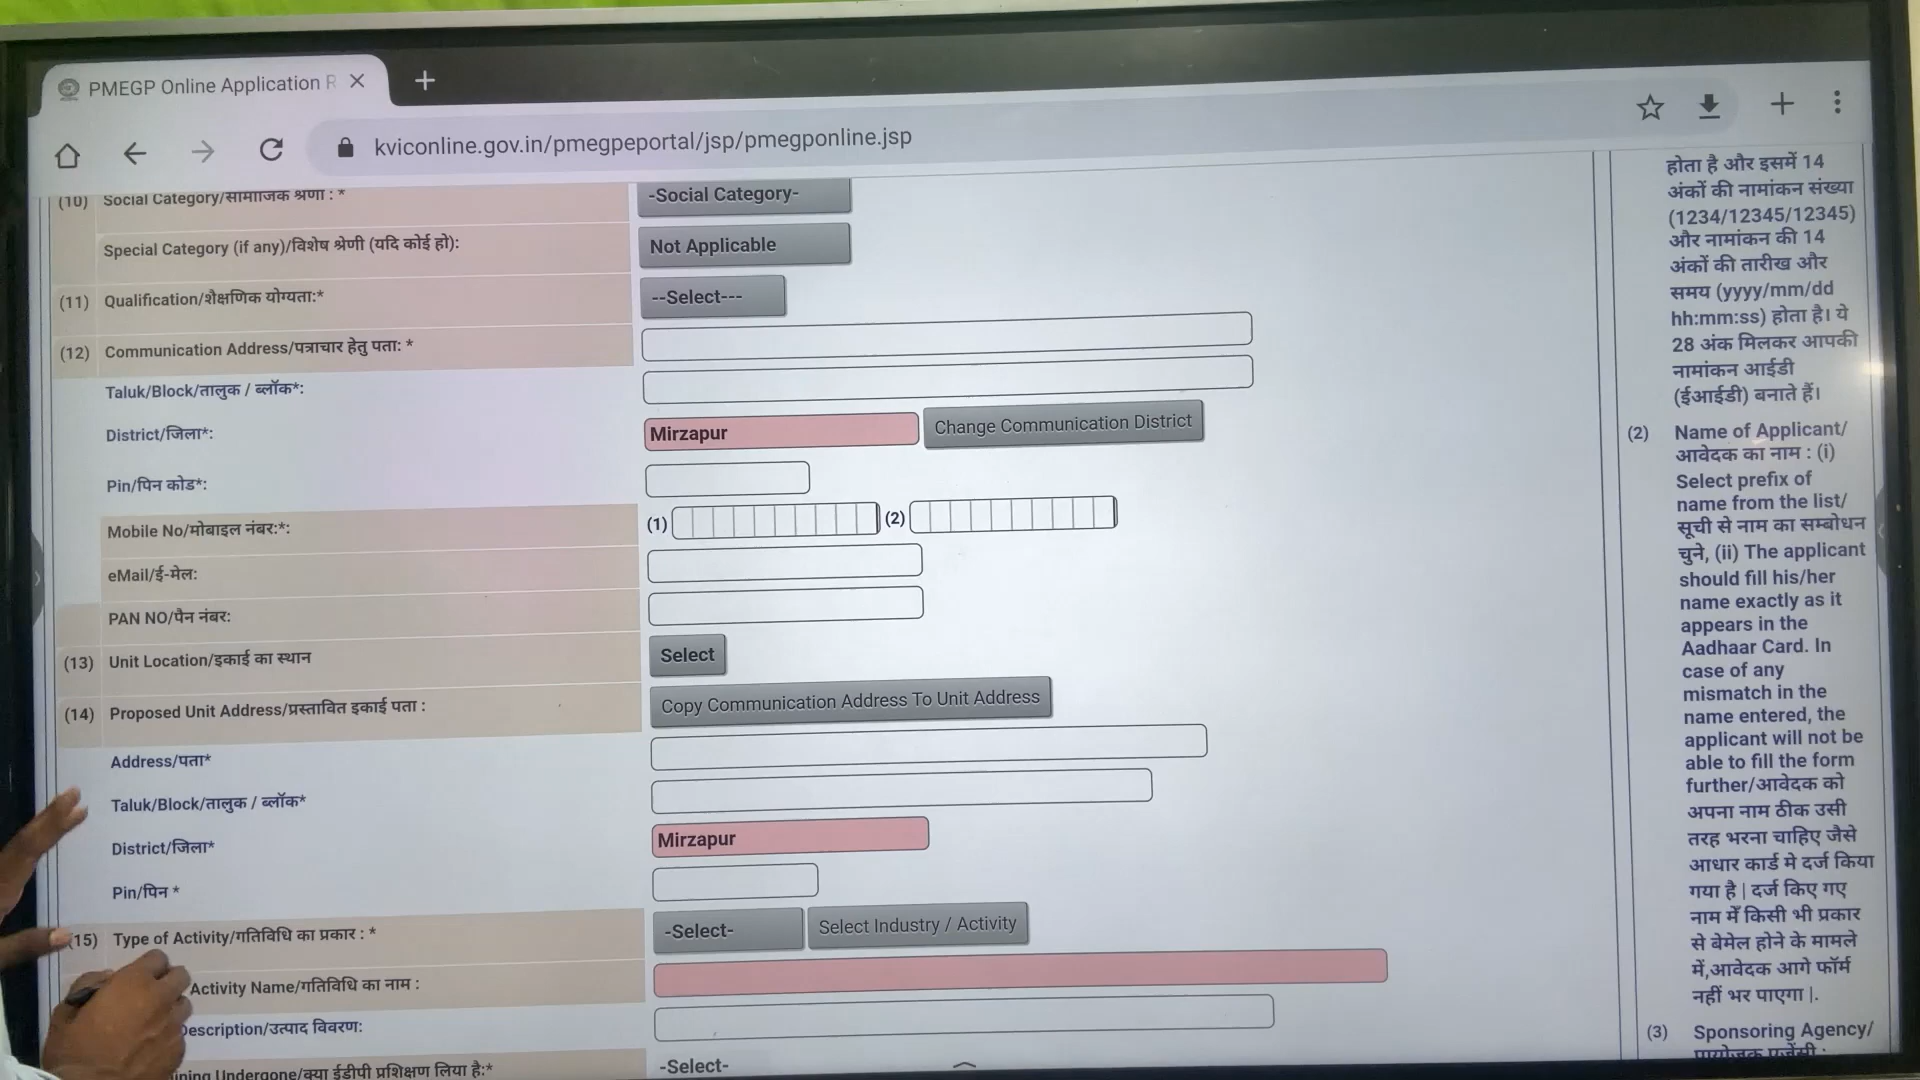 PMEGP Online Application R
kviconline.gov.in/pmegpeportal/jsp/pmegponline.jsp
(10) Social Category/सामाजिक श्रेणी : * -Social Category-
Special Category (if any)/विशेष श्रेणी (यदि कोई हो): Not Applicable
(11) Qualification/शैक्षणिक योग्यता:* --Select---
(12) Communication Address/पत्राचार हेतु पता: *
Taluk/Block/तालुक / ब्लॉक*:
District/जिला*: Mirzapur Change Communication District
Pin/पिन कोड*:
Mobile No/मोबाइल नंबर:*: (1) (2)
eMail/ई-मेल:
PAN NO/पैन नंबर:
(13) Unit Location/इकाई का स्थान Select
(14) Proposed Unit Address/प्रस्तावित इकाई पता : Copy Communication Address To Unit Address
Address/पता*
Taluk/Block/तालुक / ब्लॉक*
District/जिला* Mirzapur
Pin/पिन *
(15) Type of Activity/गतिविधि का प्रकार : * -Select- Select Industry / Activity
Activity Name/गतिविधि का नाम :
Description/उत्पाद विवरण:
Undergone/क्या ईडीपी प्रशिक्षण लिया है:* -Select-
होता है और इसमें 14
अंकों की नामांकन संख्या
(1234/12345/12345)
और नामांकन की 14
अंकों की तारीख और
समय (yyyy/mm/dd
hh:mm:ss) होता है। ये
28 अंक मिलकर आपकी
नामांकन आईडी
(ईआईडी) बनाते हैं।
(2) Name of Applicant/
आवेदक का नाम : (i)
Select prefix of
name from the list/
सूची से नाम का सम्बोधन
चुने, (ii) The applicant
should fill his/her
name exactly as it
appears in the
Aadhaar Card. In
case of any
mismatch in the
name entered, the
applicant will not be
able to fill the form
further/आवेदक को
अपना नाम ठीक उसी
तरह भरना चाहिए जैसे
आधार कार्ड मे दर्ज किया
गया है | दर्ज किए गए
नाम में किसी भी प्रकार
से बेमेल होने के मामले
में,आवेदक आगे फॉर्म
नहीं भर पाएगा |.
(3) Sponsoring Agency/
प्रायोजक एजेंसी :